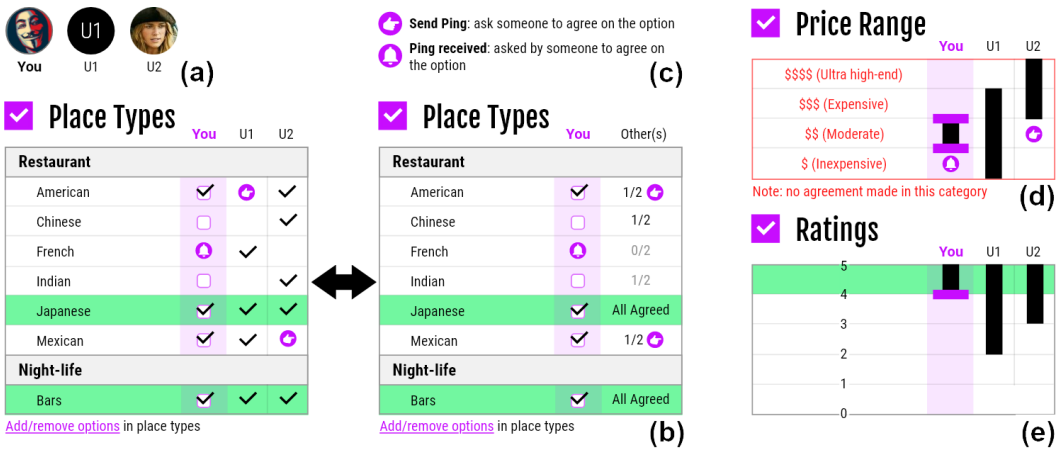 U1
You U1 U2
(a)
Send Ping: ask someone to agree on the option
Ping received: asked by someone to agree on
the option
(c)
Place Types
You U1 U2
Restaurant
American
Chinese
French
Indian
Japanese
Mexican
Night-life
Bars
Add/remove options in place types
Place Types
You Other(s)
Restaurant
American 1/2
Chinese 1/2
French 0/2
Indian 1/2
Japanese All Agreed
Mexican 1/2
Night-life
Bars All Agreed
Add/remove options in place types
(b)
Price Range
You U1 U2
$$$$ (Ultra high-end)
$$$ (Expensive)
$$ (Moderate)
$ (Inexpensive)
Note: no agreement made in this category
(d)
Ratings
You U1 U2
5
4
3
2
1
0
(e)